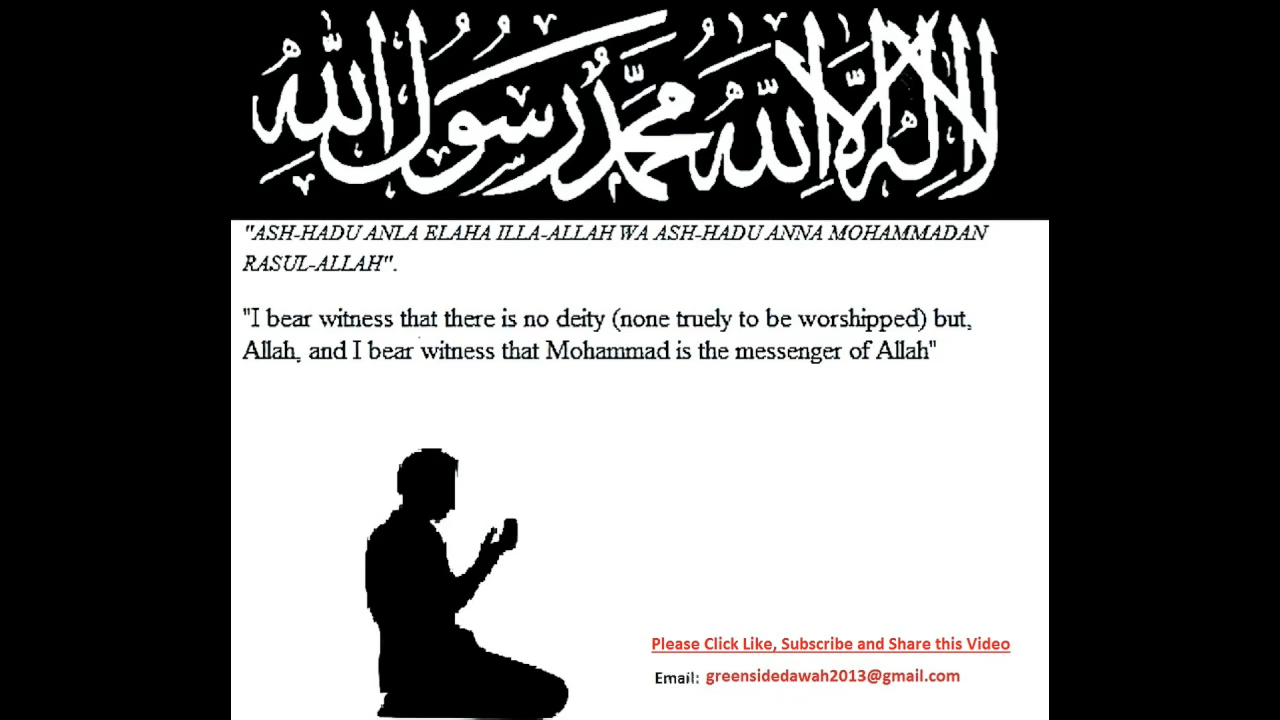 لا إله إلا الله محمد رسول الله
"ASH-HADU ANLA ELAHA ILLA-ALLAH WA ASH-HADU ANNA MOHAMMADAN
RASUL-ALLAH".
"I bear witness that there is no deity (none truely to be worshipped) but,
Allah, and I bear witness that Mohammad is the messenger of Allah"
Please Click Like, Subscribe and Share this Video
Email: greensidedawah2013@gmail.com